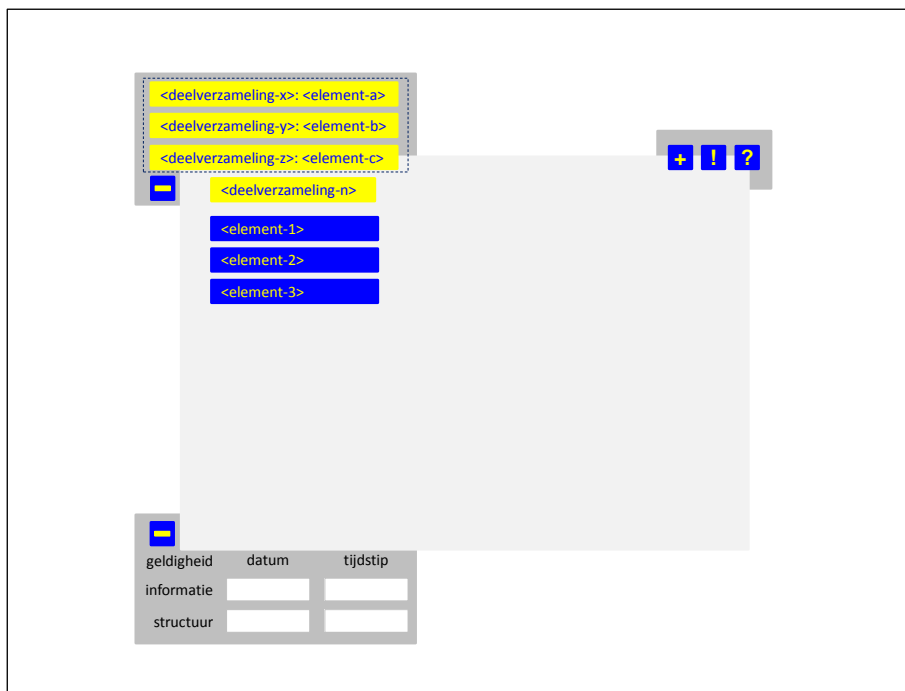 <deelverzameling-x>: <element-a>
<deelverzameling-y>: <element-b>
<deelverzameling-z>: <element-c>
+ ! ?
<deelverzameling-n>
<element-1>
<element-2>
<element-3>
geldigheid datum tijdstip
informatie
structuur